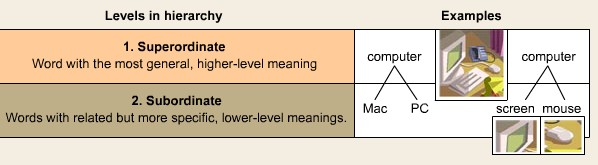 Levels in hierarchy
Examples
1. Superordinate
Word with the most general, higher-level meaning
computer
computer
2. Subordinate
Words with related but more specific, lower-level meanings.
Mac
PC
screen
mouse